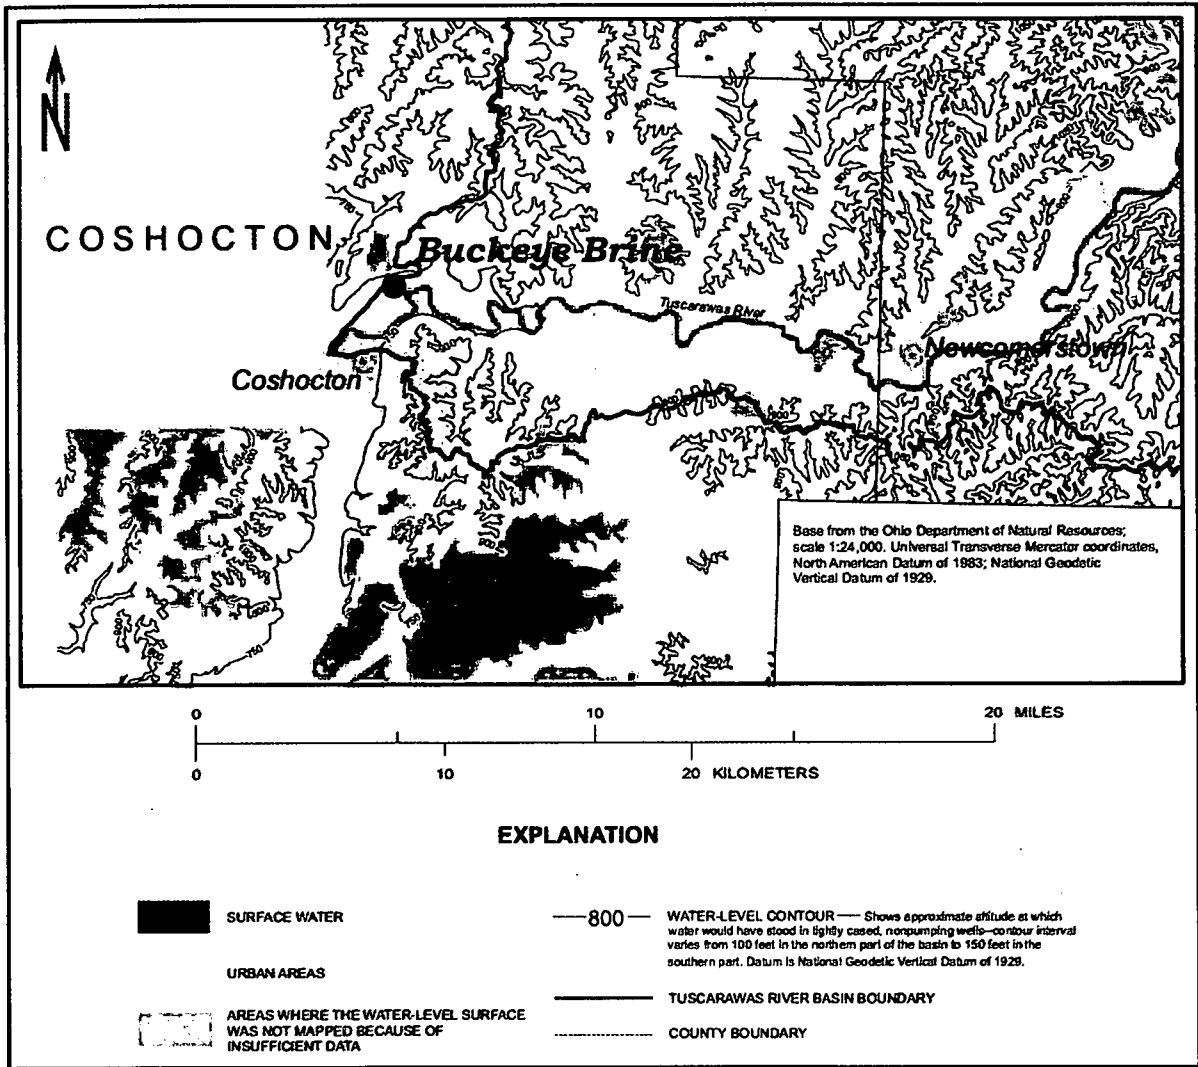 N
COSHOCTON
Buckeye Brine
Tuscarawas River
Newcomerstown
Coshocton
800
750
Base from the Ohio Department of Natural Resources;
scale 1:24,000. Universal Transverse Mercator coordinates,
North American Datum of 1983; National Geodetic
Vertical Datum of 1929.
0 10 20 MILES
0 10 20 KILOMETERS
EXPLANATION
SURFACE WATER
URBAN AREAS
AREAS WHERE THE WATER-LEVEL SURFACE
WAS NOT MAPPED BECAUSE OF
INSUFFICIENT DATA
800
WATER-LEVEL CONTOUR — Shows approximate altitude at which
water would have stood in tightly cased, nonpumping wells—contour interval
varies from 100 feet in the northern part of the basin to 150 feet in the
southern part. Datum is National Geodetic Vertical Datum of 1929.
TUSCARAWAS RIVER BASIN BOUNDARY
COUNTY BOUNDARY